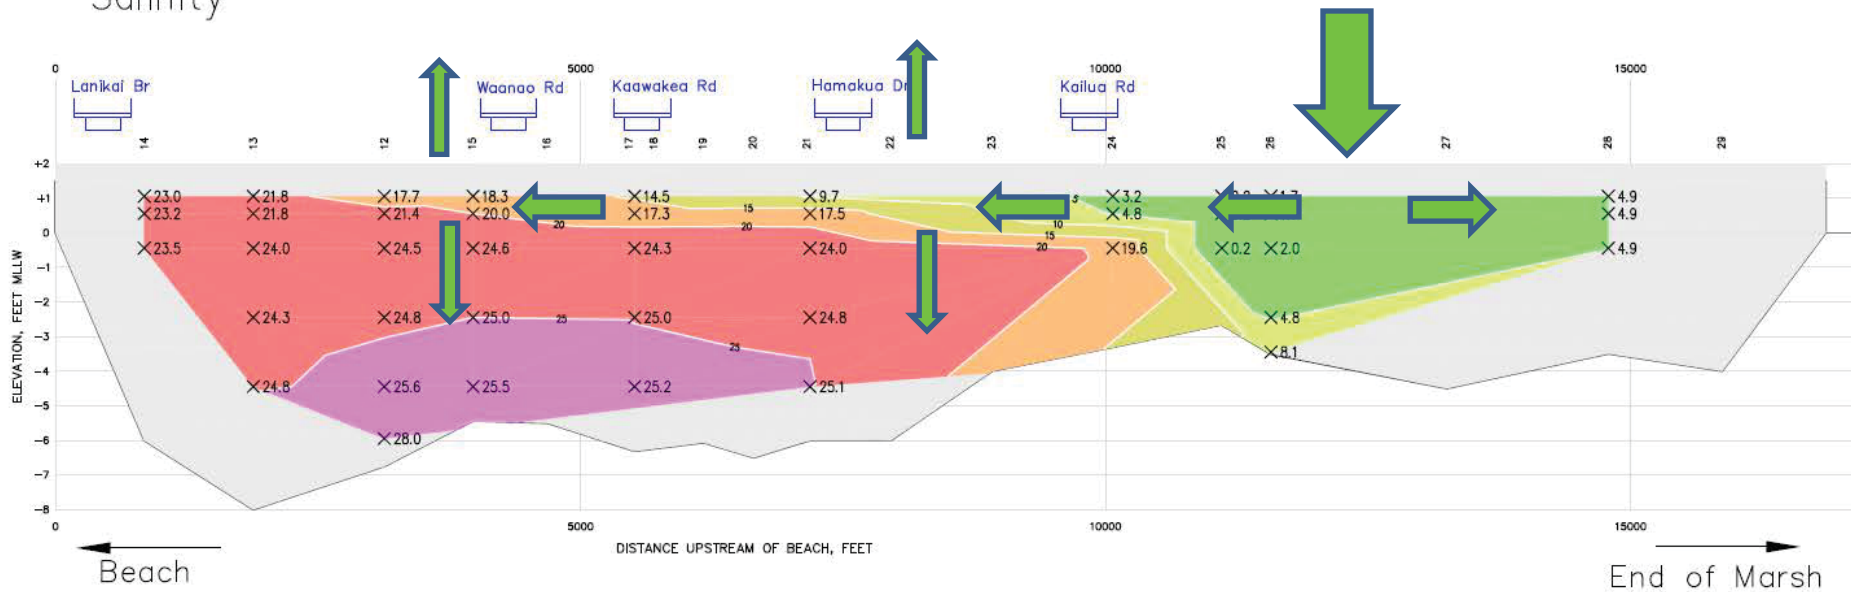 Salinity
0 5000 10000 15000
Lanikai Br Waanao Rd Kaawakea Rd Hamakua Dr Kailua Rd
14 13 12 15 16 17 18 19 20 21 22 23 24 25 26 27 28 29
+2
+1 23.0 21.8 17.7 18.3 14.5 9.7 3.2 4.9
23.2 21.8 21.4 20.0 17.3 15 17.5 5 4.8 4.9
0 20 20 10
15
-1 23.5 24.0 24.5 24.6 24.3 24.0 20 19.6 0.2 2.0 4.9
-2
24.3 24.8 25.0 25 25.0 24.8 4.8
-3 25 8.1
-4 24.8 25.6 25.5 25.2 25.1
-5
-6 28.0
-7
-8
ELEVATION, FEET MLLW
0 5000 10000 15000
DISTANCE UPSTREAM OF BEACH, FEET
Beach
End of Marsh